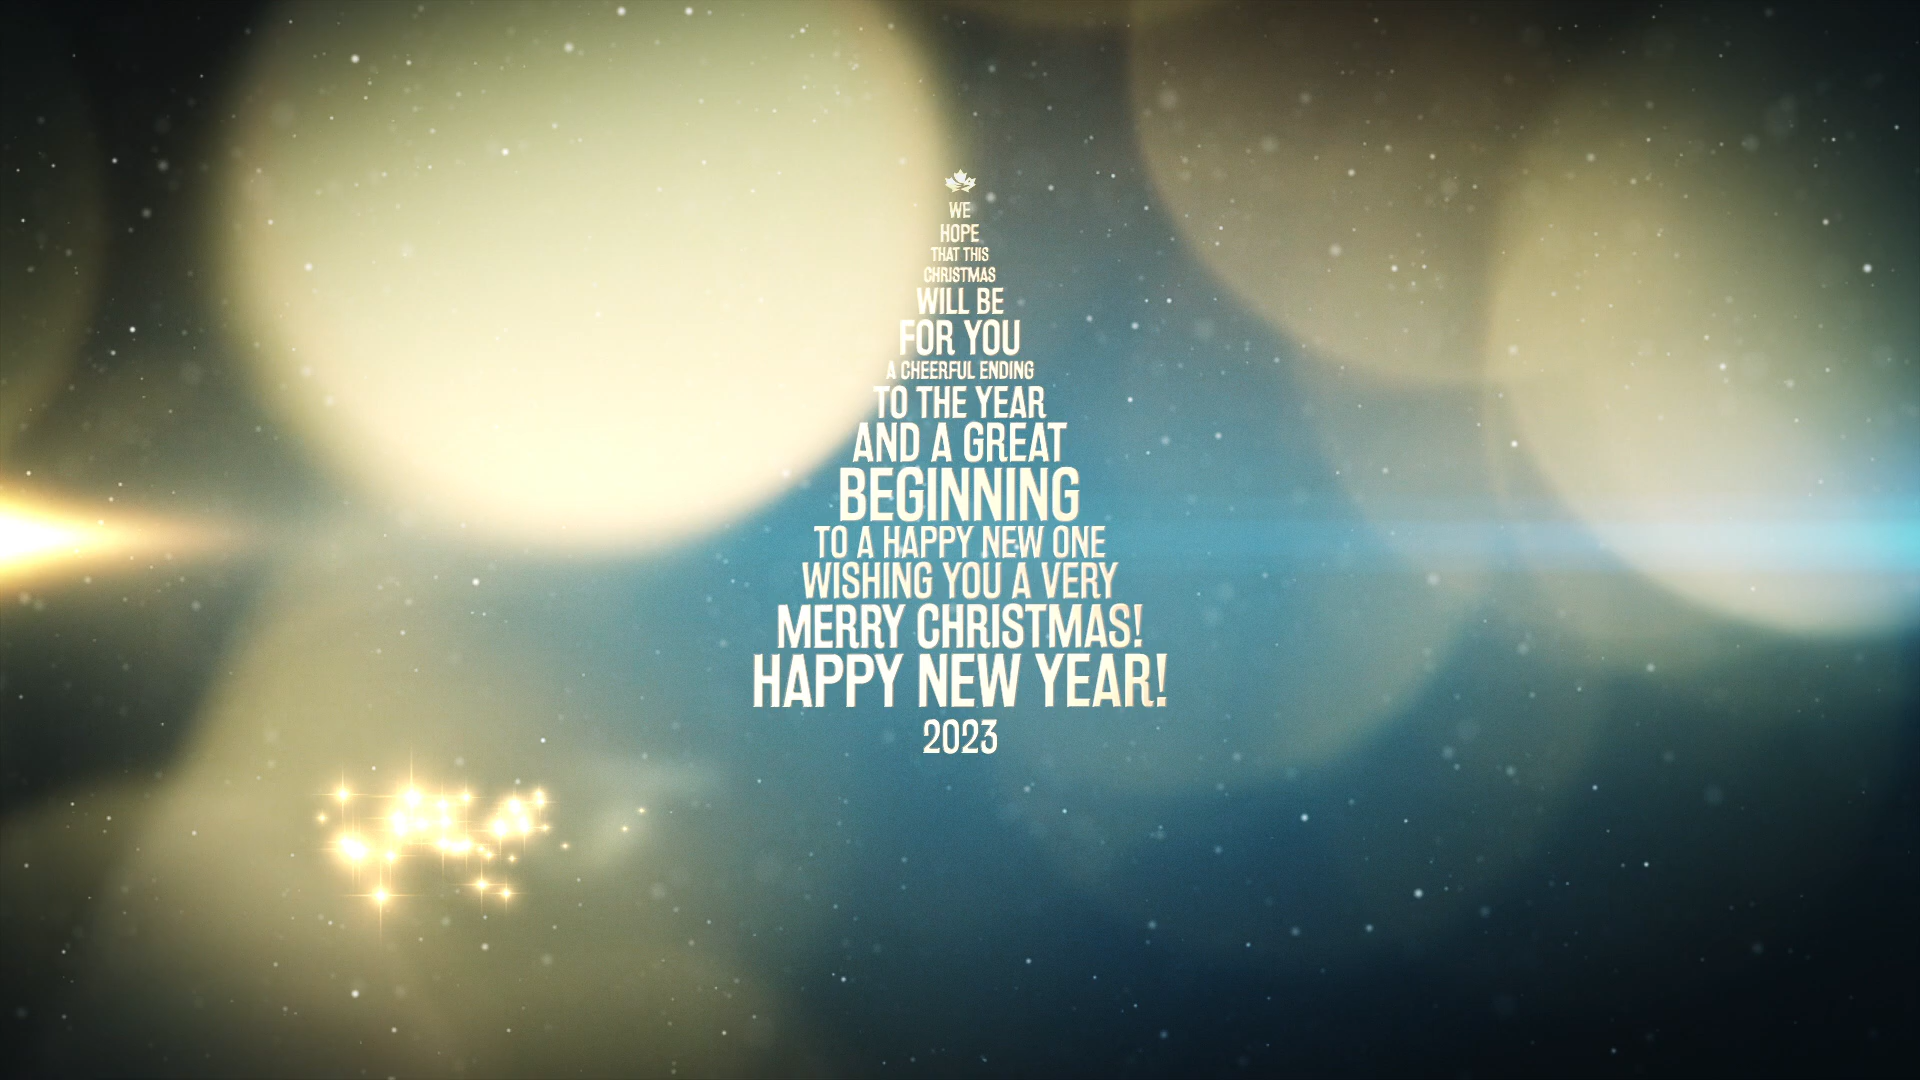 WE
HOPE
THAT THIS
CHRISTMAS
WILL BE
FOR YOU
A CHEERFUL ENDING
TO THE YEAR
AND A GREAT
BEGINNING
TO A HAPPY NEW ONE
WISHING YOU A VERY
MERRY CHRISTMAS!
HAPPY NEW YEAR!
2023